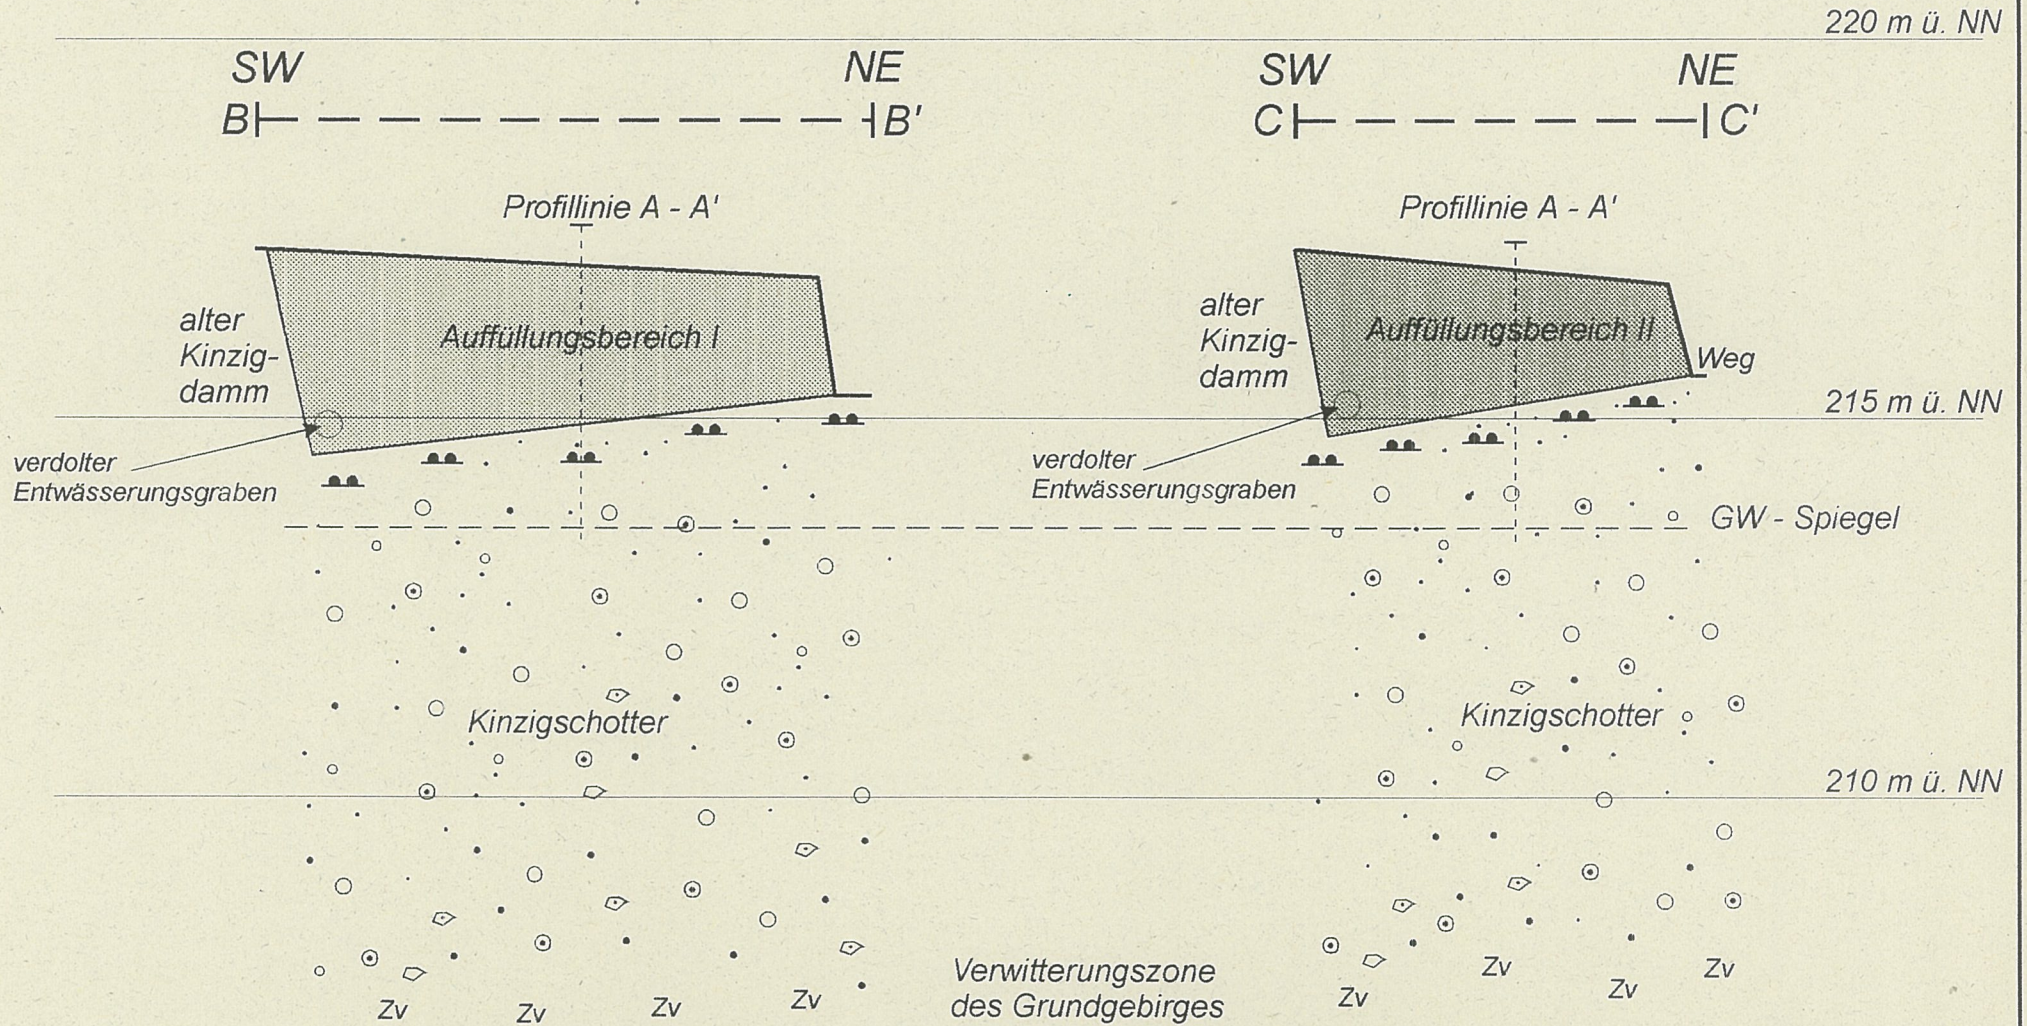 220 m ü. NN
SW NE
B B'
SW NE
C C'
Profillinie A - A'
Profillinie A - A'
alter
Kinzig-
damm
Auffüllungsbereich I
alter
Kinzig-
damm
Auffüllungsbereich II
Weg
215 m ü. NN
verdolter
Entwässerungsgraben
verdolter
Entwässerungsgraben
GW - Spiegel
Kinzigschotter
Kinzigschotter
210 m ü. NN
Verwitterungszone
des Grundgebirges
Zv Zv Zv Zv
Zv Zv Zv Zv